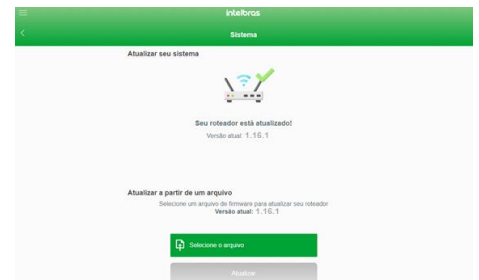 intelbras
Sistema
Atualizar seu sistema
Seu roteador está atualizado!
Versão atual: 1.16.1
Atualizar a partir de um arquivo
Selecione um arquivo de firmware para atualizar seu roteador
Versão atual: 1.16.1
Selecione o arquivo
Atualizar